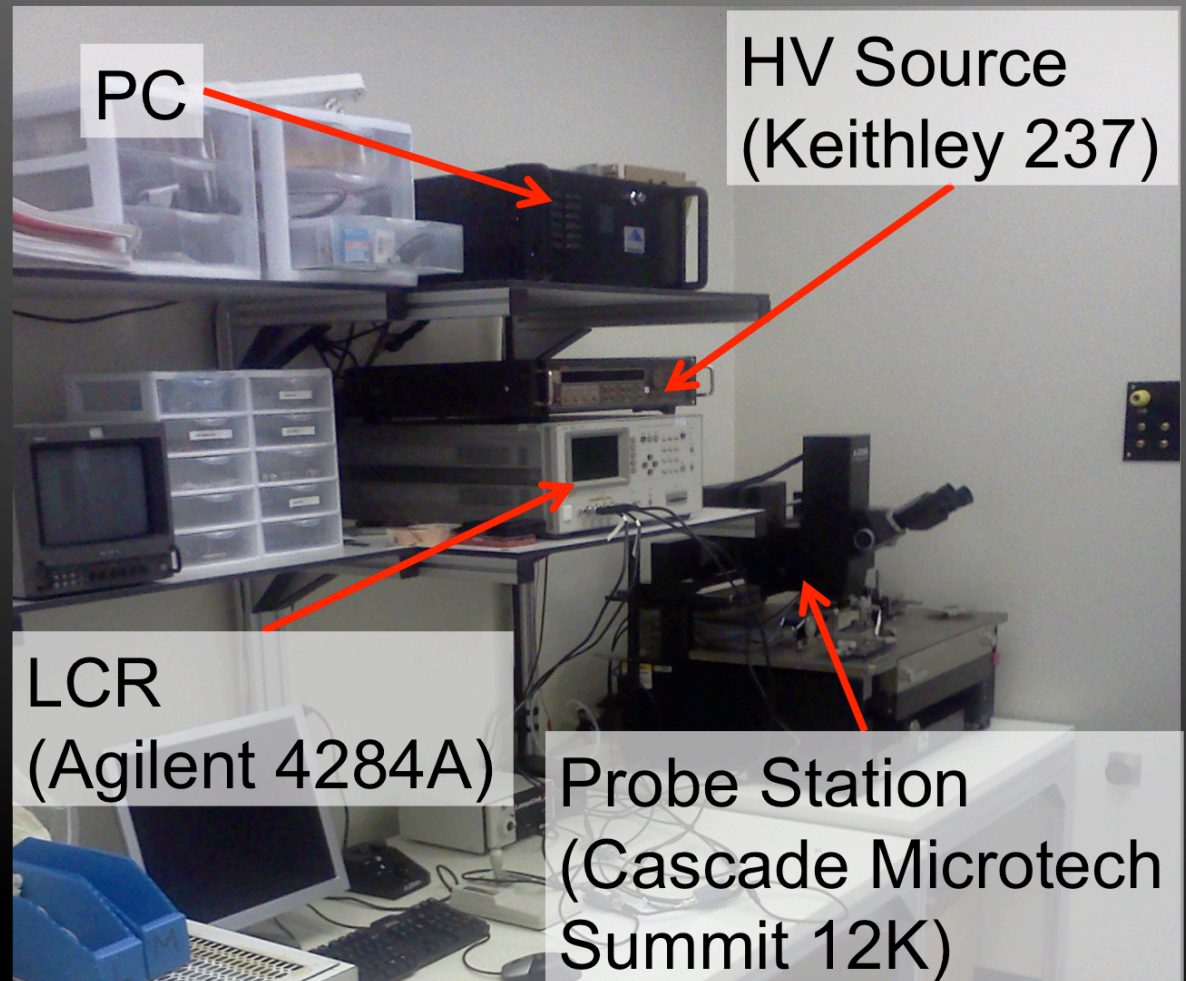 PC
HV Source
(Keithley 237)
LCR
(Agilent 4284A)
Probe Station
(Cascade Microtech
Summit 12K)